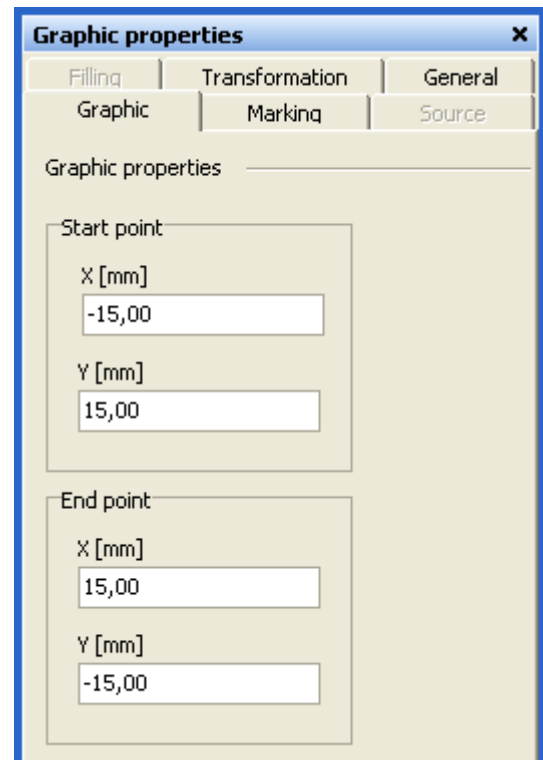 Graphic properties
Filling Transformation General
Graphic Marking Source
Graphic properties
Start point
X [mm]
-15,00
Y [mm]
15,00
End point
X [mm]
15,00
Y [mm]
-15,00